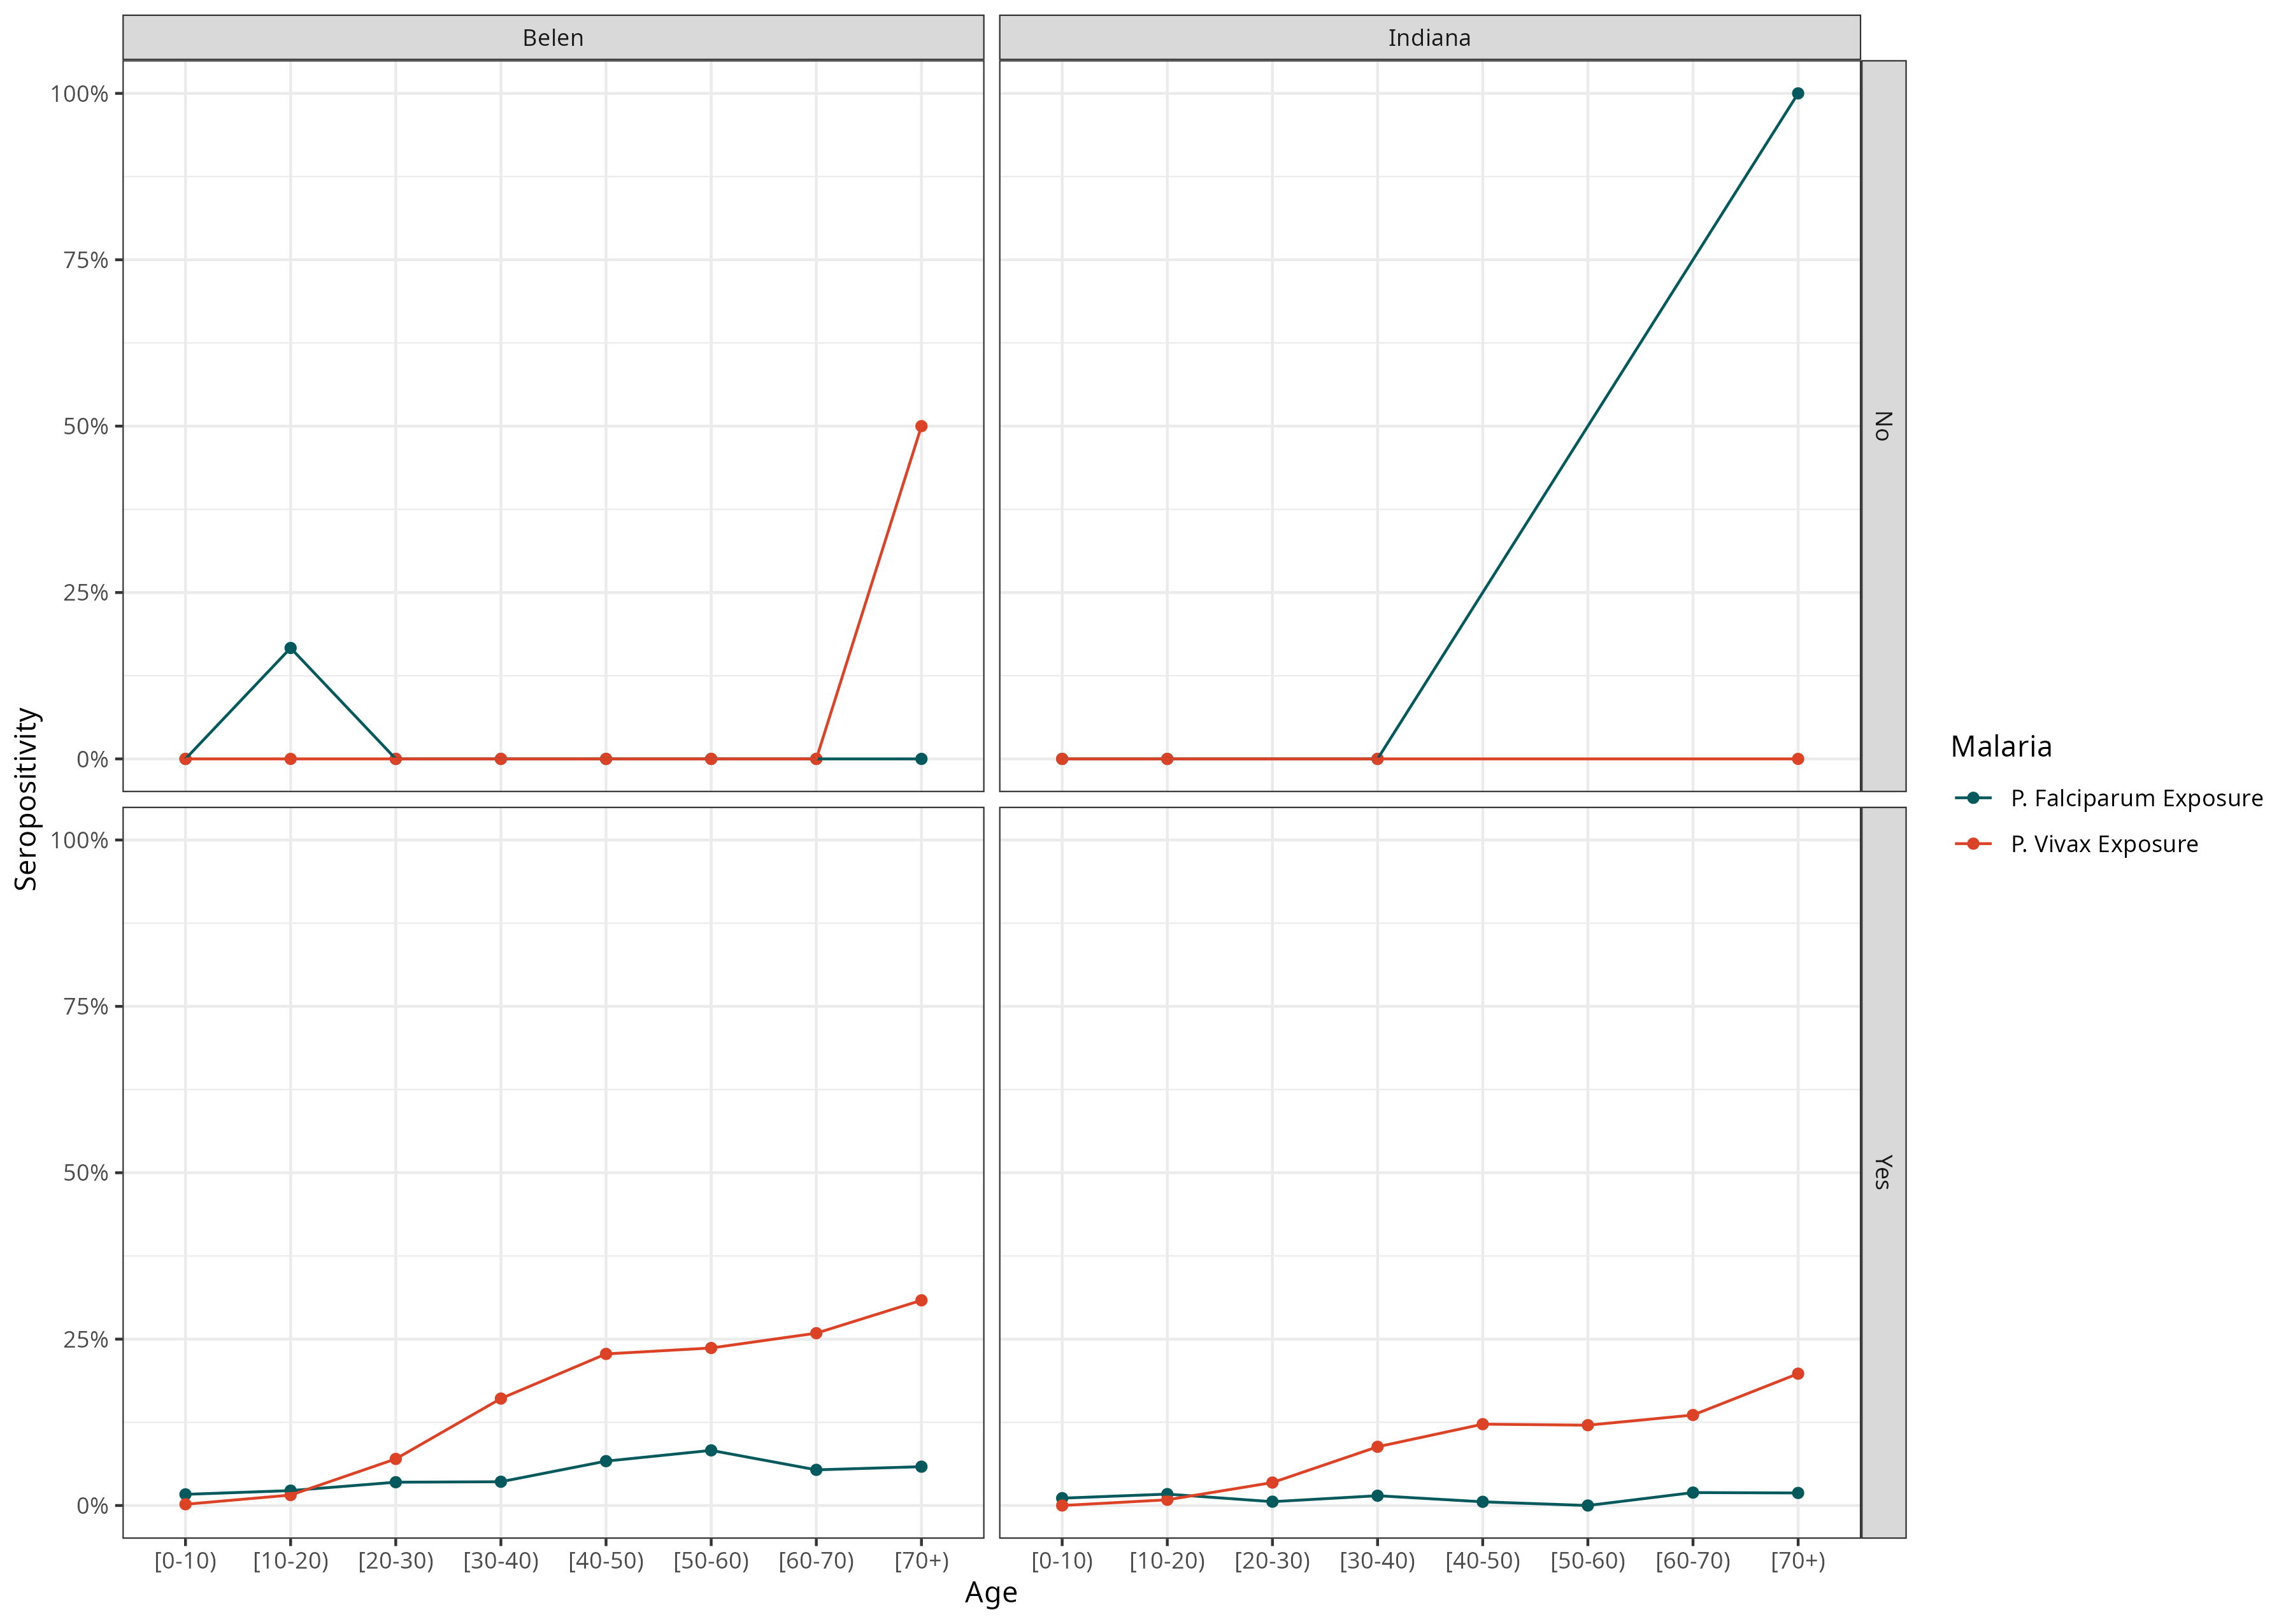 Belen
Indiana
100%
75%
50%
25%
0%
No
100%
75%
50%
25%
0%
Yes
Seropositivity
[0-10) [10-20) [20-30) [30-40) [40-50) [50-60) [60-70) [70+)
[0-10) [10-20) [20-30) [30-40) [40-50) [50-60) [60-70) [70+)
Age
Malaria
P. Falciparum Exposure
P. Vivax Exposure